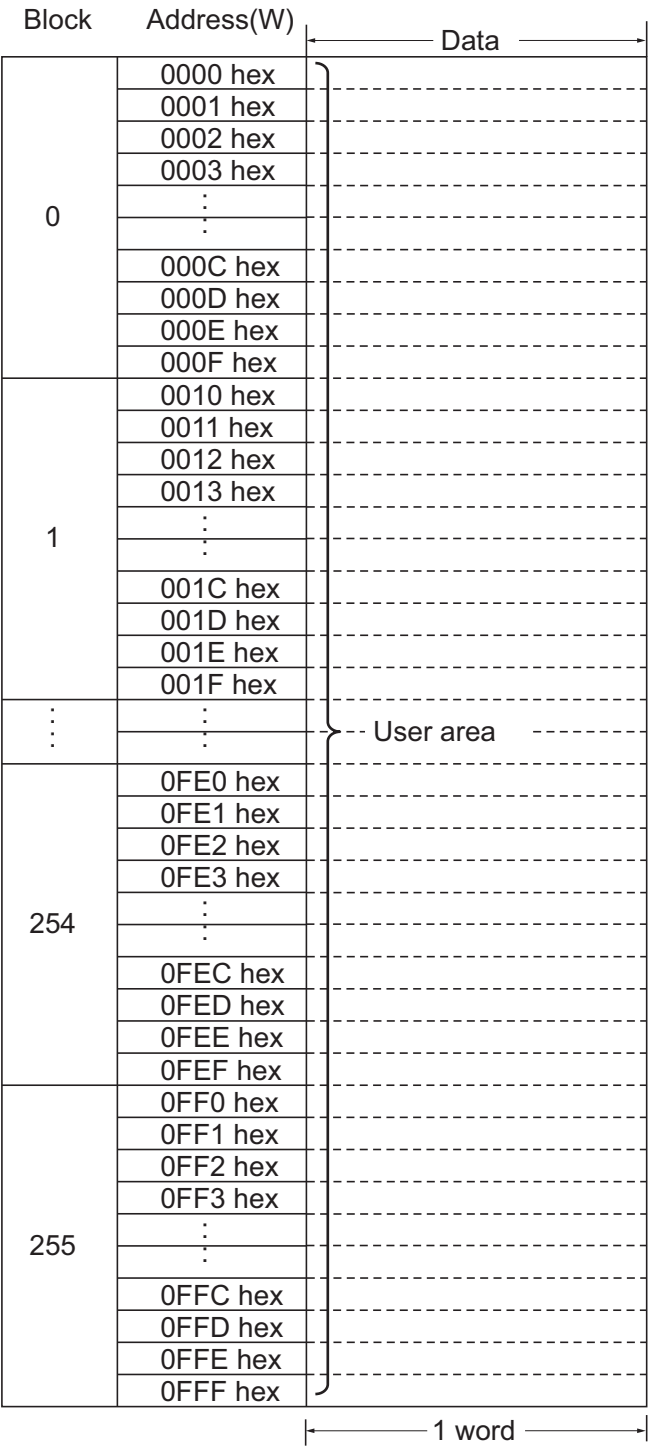 Block Address(W) Data
0000 hex
0001 hex
0002 hex
0003 hex
0
000C hex
000D hex
000E hex
000F hex
0010 hex
0011 hex
0012 hex
0013 hex
1
001C hex
001D hex
001E hex
001F hex
User area
0FE0 hex
0FE1 hex
0FE2 hex
0FE3 hex
254
0FEC hex
0FED hex
0FEE hex
0FEF hex
0FF0 hex
0FF1 hex
0FF2 hex
0FF3 hex
255
0FFC hex
0FFD hex
0FFE hex
0FFF hex
1 word